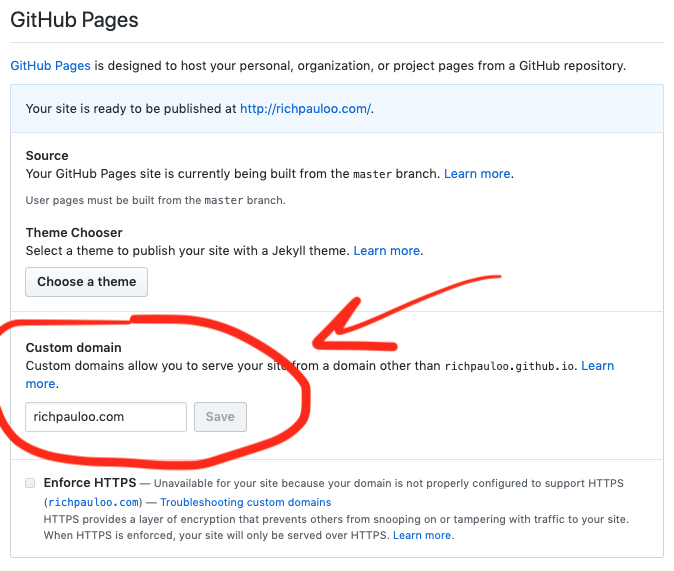 GitHub Pages
GitHub Pages is designed to host your personal, organization, or project pages from a GitHub repository.
Your site is ready to be published at http://richpauloo.com/.
Source
Your GitHub Pages site is currently being built from the master branch. Learn more.
User pages must be built from the master branch.
Theme Chooser
Select a theme to publish your site with a Jekyll theme. Learn more.
Choose a theme
Custom domain
Custom domains allow you to serve your site from a domain other than richpauloo.github.io. Learn
more.
richpauloo.com Save
Enforce HTTPS — Unavailable for your site because your domain is not properly configured to support HTTPS
(richpauloo.com) — Troubleshooting custom domains
HTTPS provides a layer of encryption that prevents others from snooping on or tampering with traffic to your site.
When HTTPS is enforced, your site will only be served over HTTPS. Learn more.